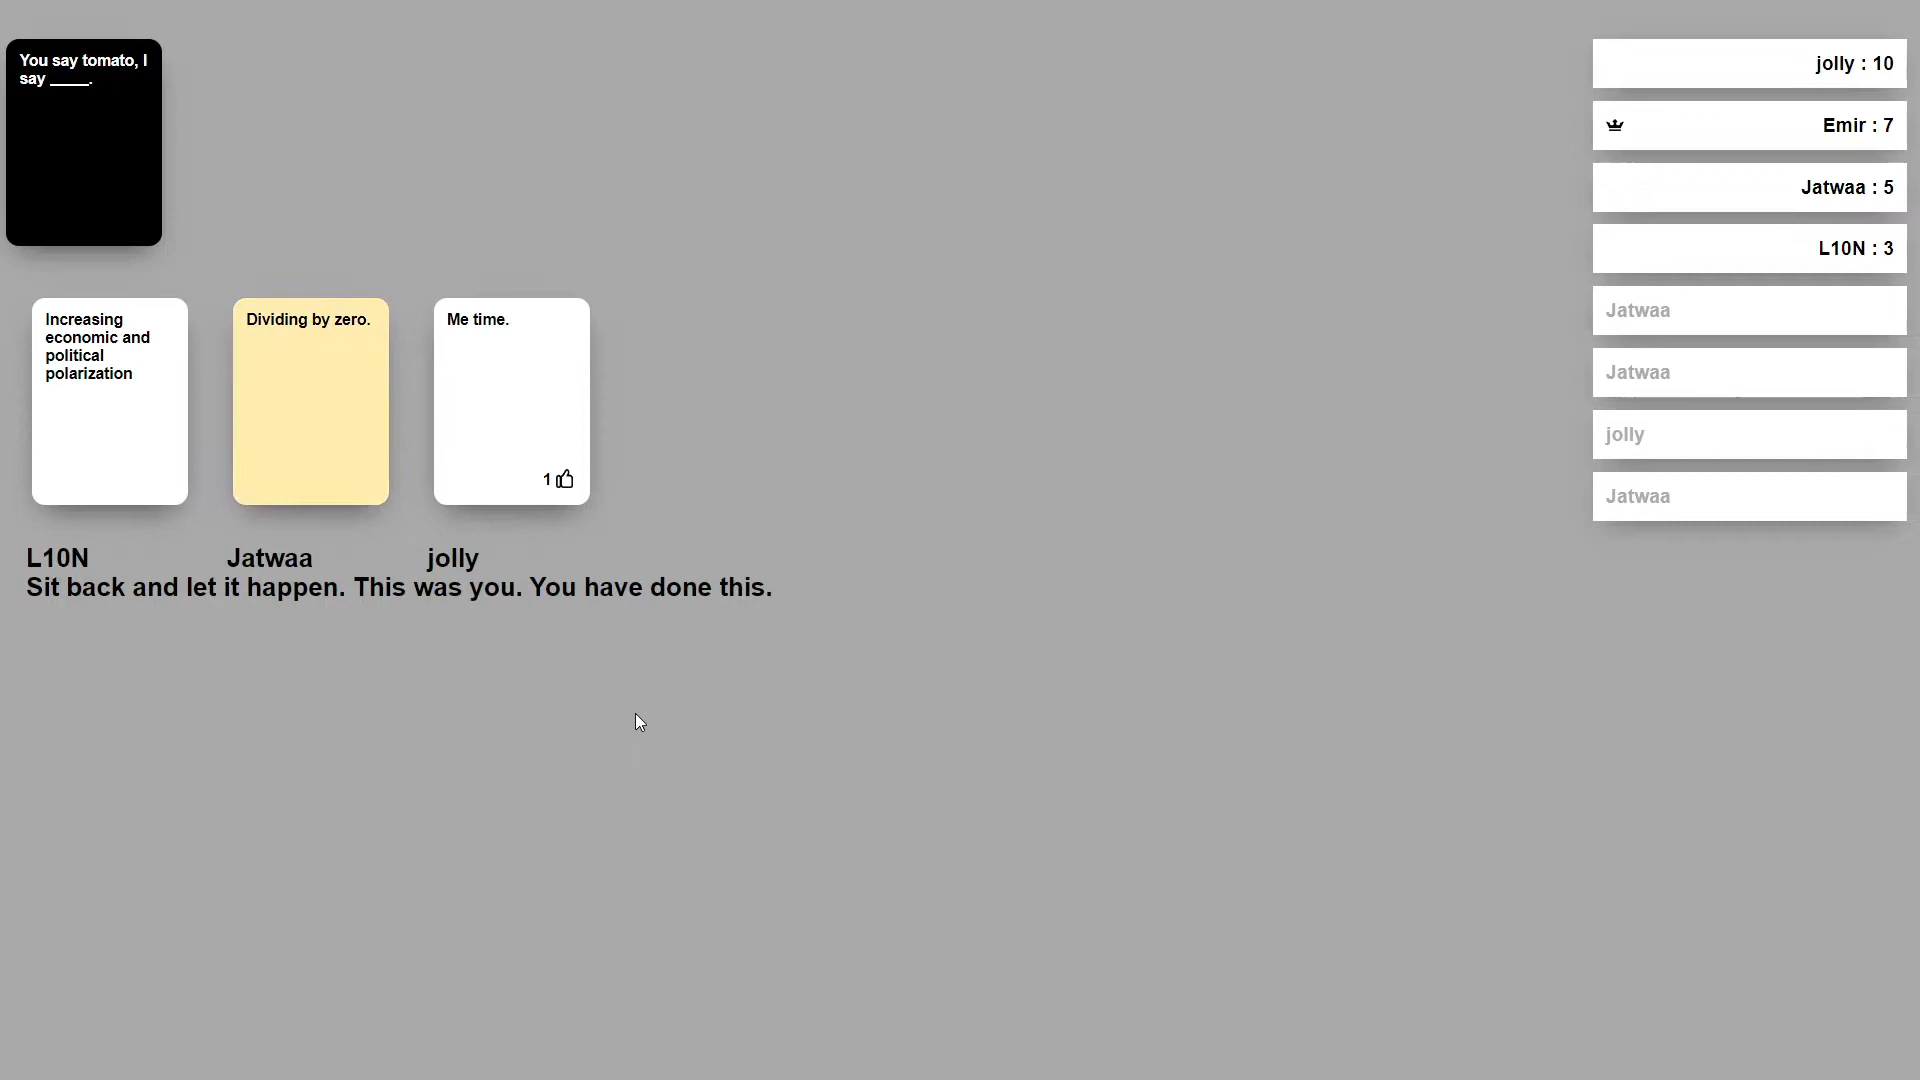 You say tomato, I
say _____.
Increasing
economic and
political
polarization
Dividing by zero.
Me time.
1
L10N
Jatwaa
jolly
Sit back and let it happen. This was you. You have done this.
jolly : 10
Emir : 7
Jatwaa : 5
L10N : 3
Jatwaa
Jatwaa
jolly
Jatwaa